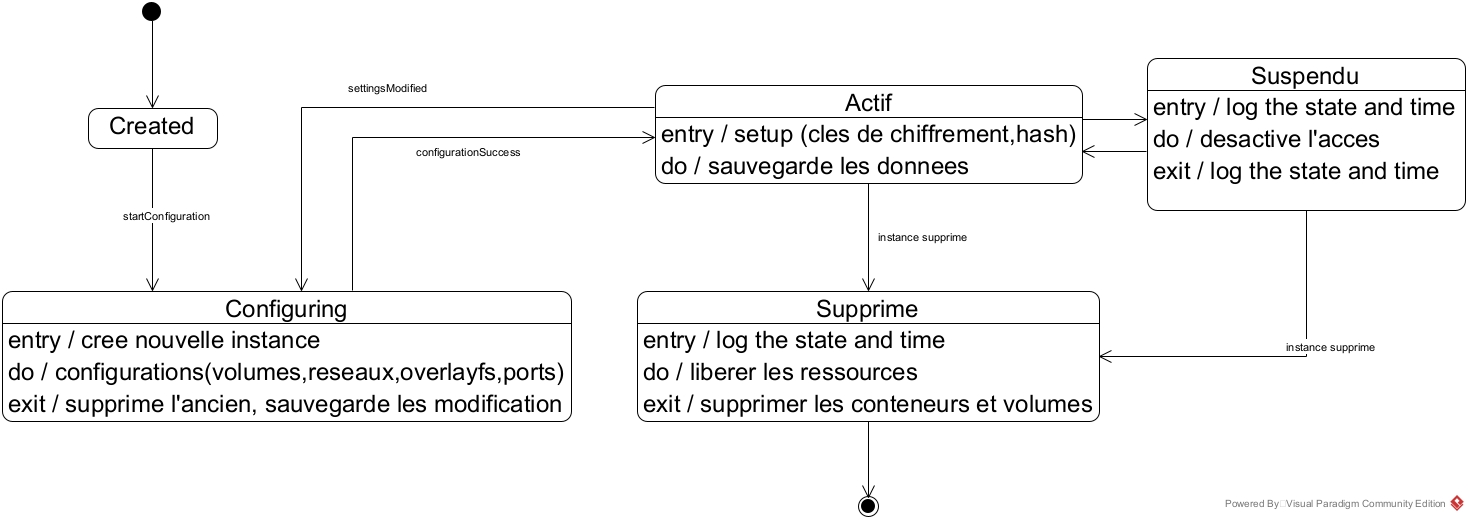 settingsModified
Created
startConfiguration
configurationSuccess
Actif
entry / setup (cles de chiffrement,hash)
do / sauvegarde les donnees
Suspendu
entry / log the state and time
do / desactive l'acces
exit / log the state and time
instance supprime
Configuring
entry / cree nouvelle instance
do / configurations(volumes,reseaux,overlayfs,ports)
exit / supprime l'ancien, sauvegarde les modification
Supprime
entry / log the state and time
do / liberer les ressources
exit / supprimer les conteneurs et volumes
instance supprime
Powered By Visual Paradigm Community Edition